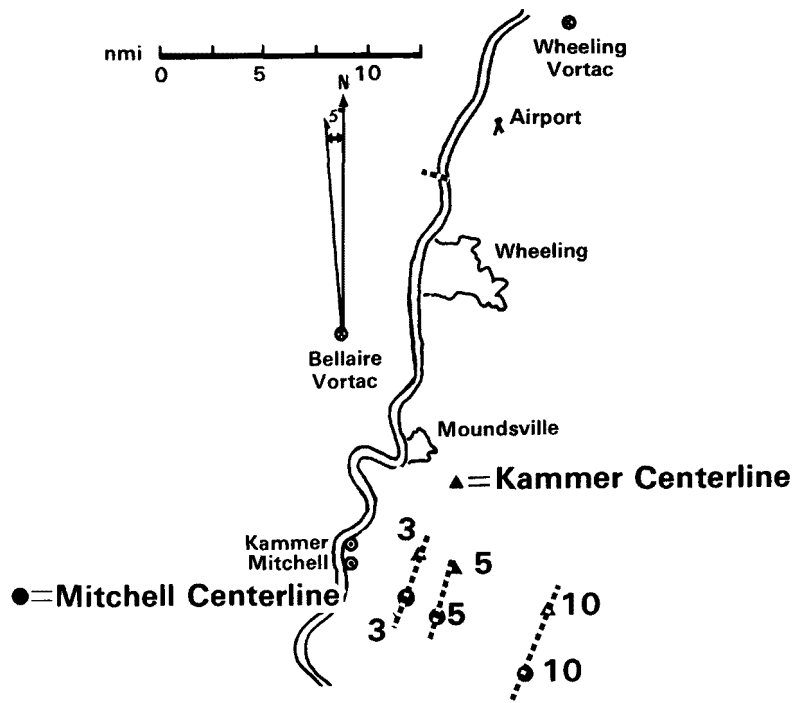 Wheeling
Vortac
nmi
0 5 10
N
5°
Airport
Wheeling
Bellaire
Vortac
Moundsville
▲=Kammer Centerline
Kammer
Mitchell
●=Mitchell Centerline
3
5
3
5
10
10